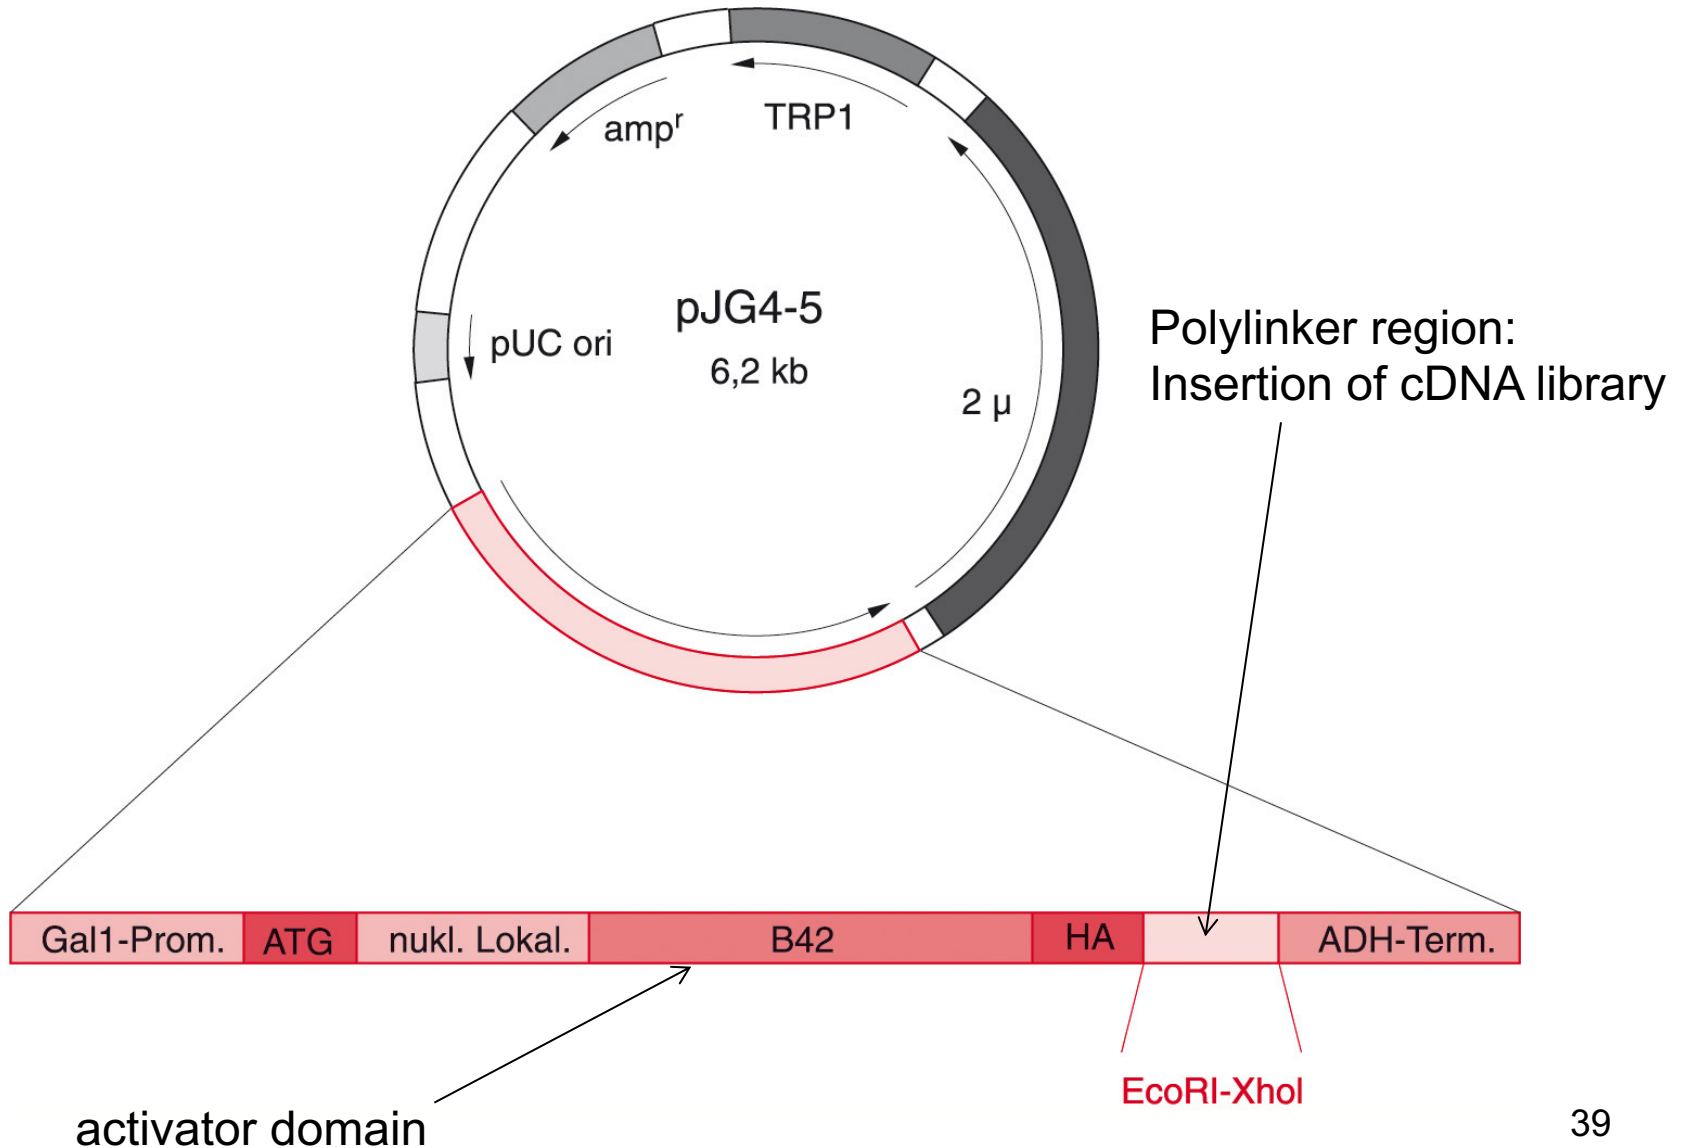 TRP1
ampʳ
pJG4-5
6,2 kb
pUC ori
2 µ
Polylinker region:
Insertion of cDNA library
Gal1-Prom. ATG nukl. Lokal. B42 HA ADH-Term.
EcoRI-XhoI
activator domain
39